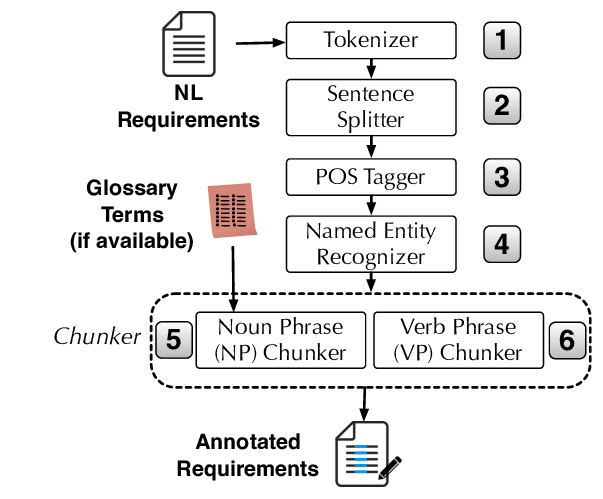 Tokenizer
1
NL
Requirements
Sentence
Splitter
2
POS Tagger
3
Glossary
Terms
(if available)
Named Entity
Recognizer
4
Chunker
5
Noun Phrase
(NP) Chunker
Verb Phrase
(VP) Chunker
6
Annotated
Requirements